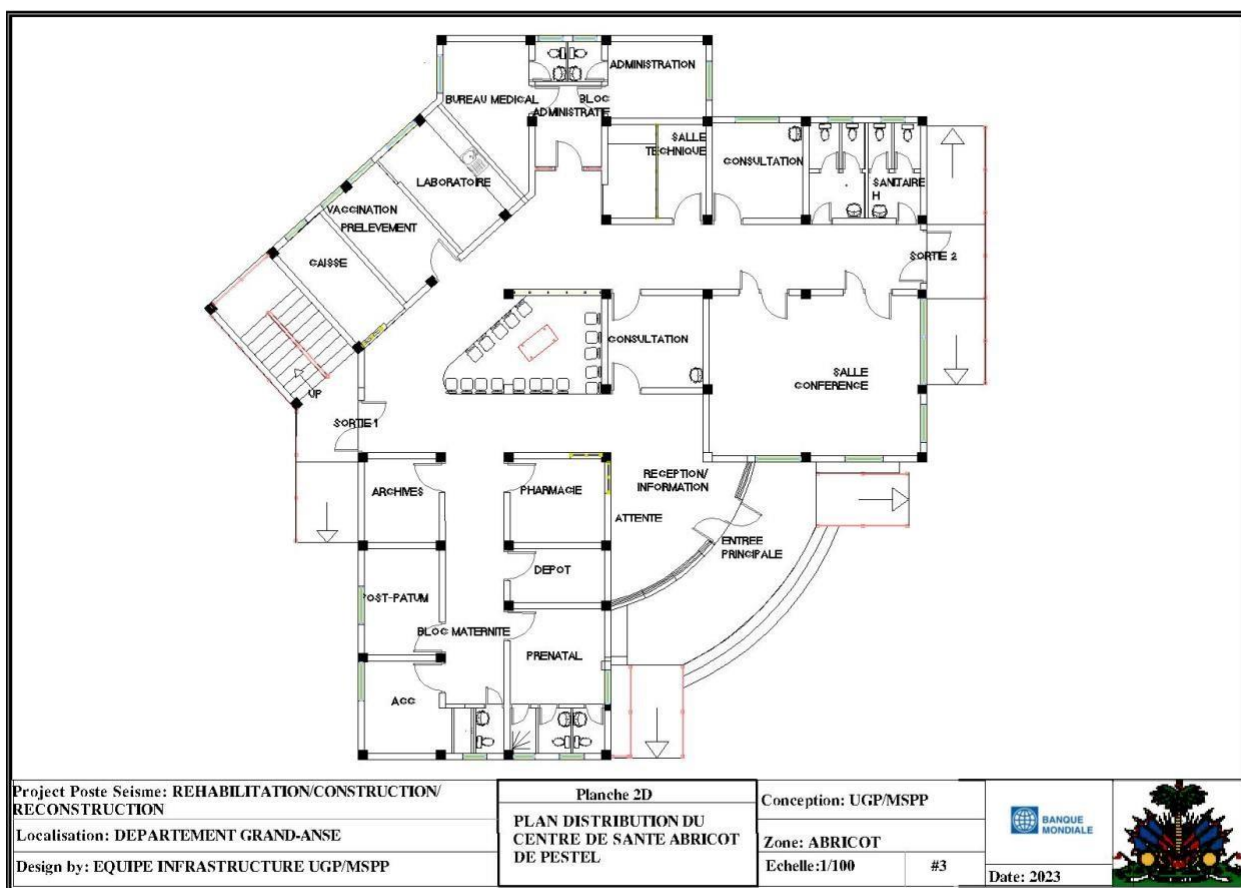 ADMINISTRATION
BUREAU MEDICAL
BLOC
ADMINISTRATIF
SALLE
TECHNIQUE
CONSULTATION
SANITAIRE
H
LABORATOIRE
VACCINATION
PRELEVEMENT
CAISSE
SORTIE 2
CONSULTATION
SALLE
CONFERENCE
UP
SORTIE 1
ARCHIVES
PHARMACIE
RECEPTION/
INFORMATION
ATTENTE
ENTREE
PRINCIPALE
DEPOT
POST-PATUM
BLOC MATERNITE
PRENATAL
ACC
Project Poste Seisme: REHABILITATION/CONSTRUCTION/
RECONSTRUCTION
Localisation: DEPARTEMENT GRAND-ANSE
Design by: EQUIPE INFRASTRUCTURE UGP/MSPP
Planche 2D
PLAN DISTRIBUTION DU
CENTRE DE SANTE ABRICOT
DE PESTEL
Conception: UGP/MSPP
Zone: ABRICOT
Echelle:1/100
#3
BANQUE
MONDIALE
Date: 2023